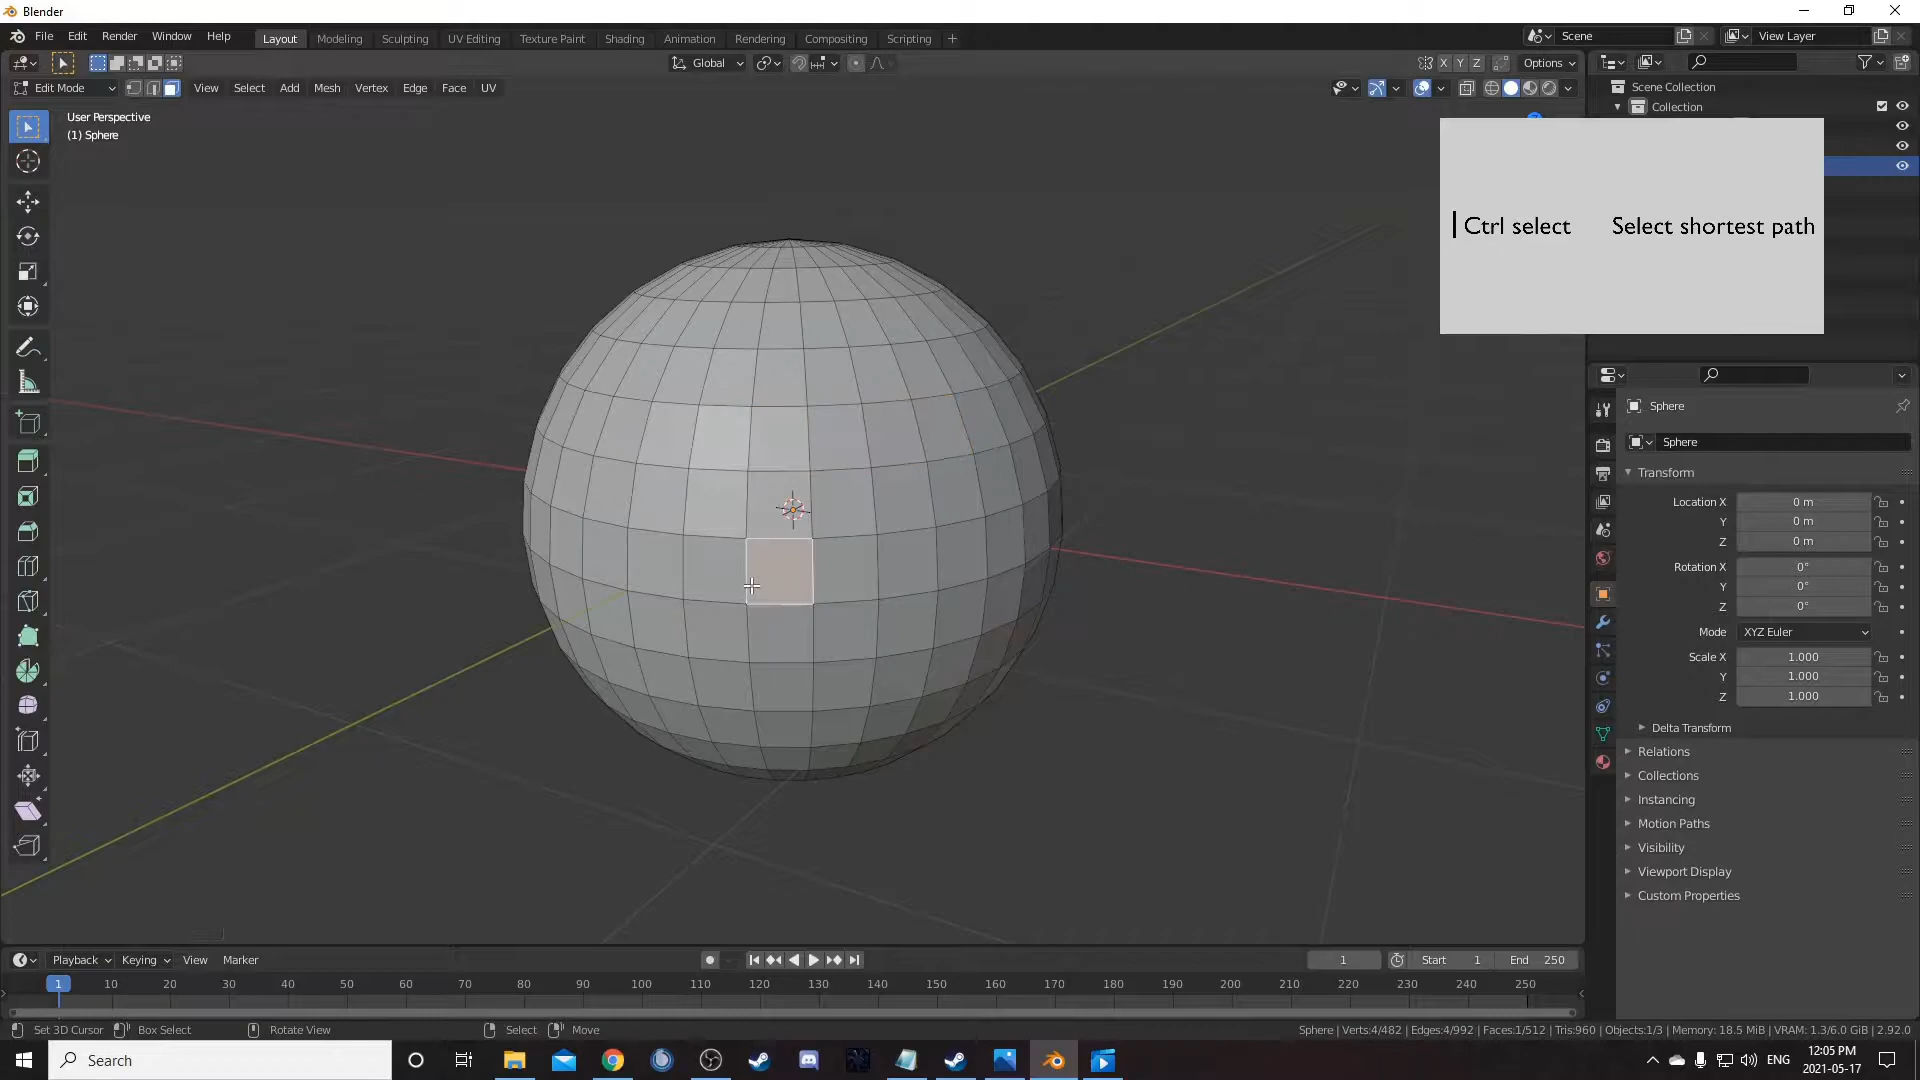 Blender
File Edit Render Window Help
Layout Modeling Sculpting UV Editing Texture Paint Shading Animation Rendering Compositing Scripting +
Scene
View Layer
Global
X Y Z
Options
Edit Mode
View Select Add Mesh Vertex Edge Face UV
Scene Collection
Collection
User Perspective
(1) Sphere
Ctrl select Select shortest path
Sphere
Sphere
Transform
Location X 0 m
Y 0 m
Z 0 m
Rotation X 0°
Y 0°
Z 0°
Mode XYZ Euler
Scale X 1.000
Y 1.000
Z 1.000
Delta Transform
Relations
Collections
Instancing
Motion Paths
Visibility
Viewport Display
Custom Properties
Playback Keying View Marker
1
Start 1
End 250
1 10 20 30 40 50 60 70 80 90 100 110 120 130 140 150 160 170 180 190 200 210 220 230 240 250
Set 3D Cursor Box Select Rotate View Select Move
Sphere | Verts:4/482 | Edges:4/992 | Faces:1/512 | Tris:960 | Objects:1/3 | Memory: 18.5 MiB | VRAM: 1.3/6.0 GiB | 2.92.0
Search
ENG
12:05 PM
2021-05-17